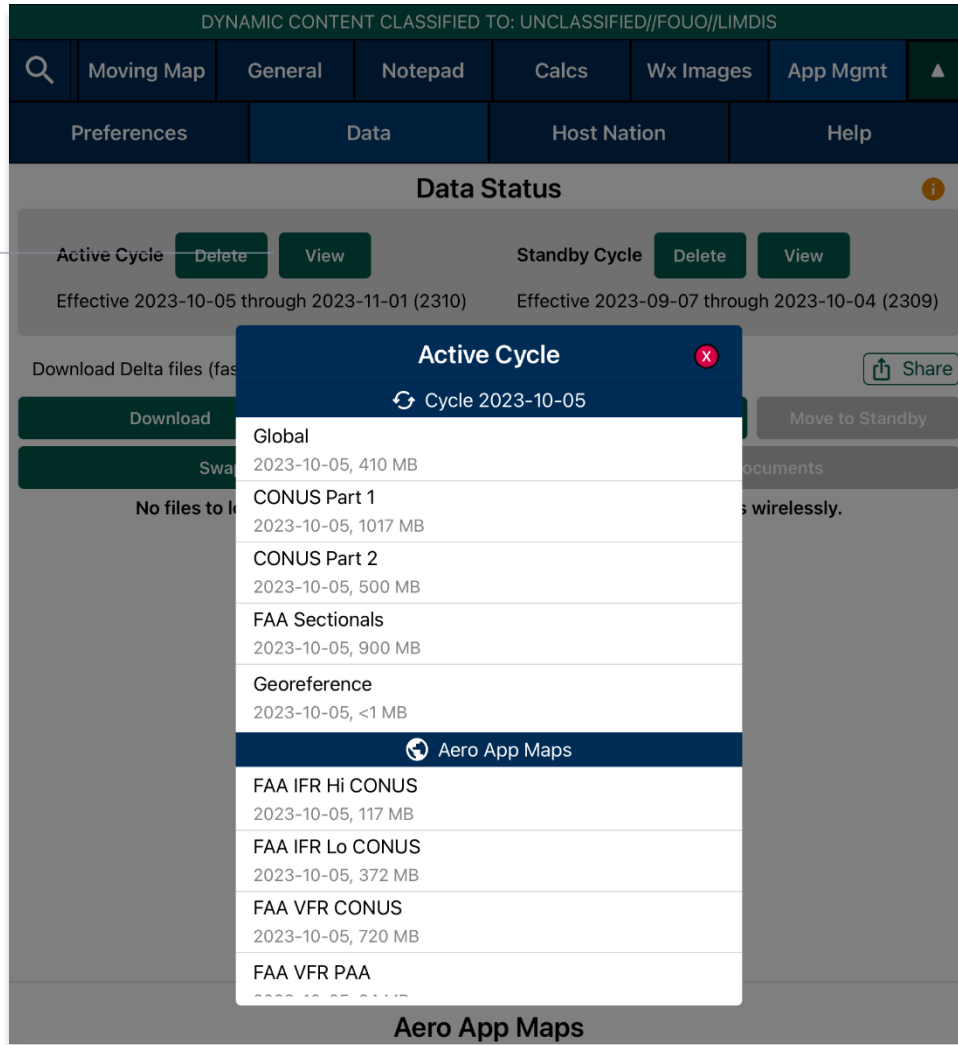 DYNAMIC CONTENT CLASSIFIED TO: UNCLASSIFIED//FOUO//LIMDIS
Moving Map General Notepad Calcs Wx Images App Mgmt ▲
Preferences Data Host Nation Help
Data Status
Active Cycle Delete View Standby Cycle Delete View
Effective 2023-10-05 through 2023-11-01 (2310) Effective 2023-09-07 through 2023-10-04 (2309)
Active Cycle X
Download Delta files (fas Share
Cycle 2023-10-05
Download Move to Standby
Global
2023-10-05, 410 MB
CONUS Part 1
2023-10-05, 1017 MB
No files to wirelessly.
CONUS Part 2
2023-10-05, 500 MB
FAA Sectionals
2023-10-05, 900 MB
Georeference
2023-10-05, <1 MB
Aero App Maps
FAA IFR Hi CONUS
2023-10-05, 117 MB
FAA IFR Lo CONUS
2023-10-05, 372 MB
FAA VFR CONUS
2023-10-05, 720 MB
FAA VFR PAA
Aero App Maps